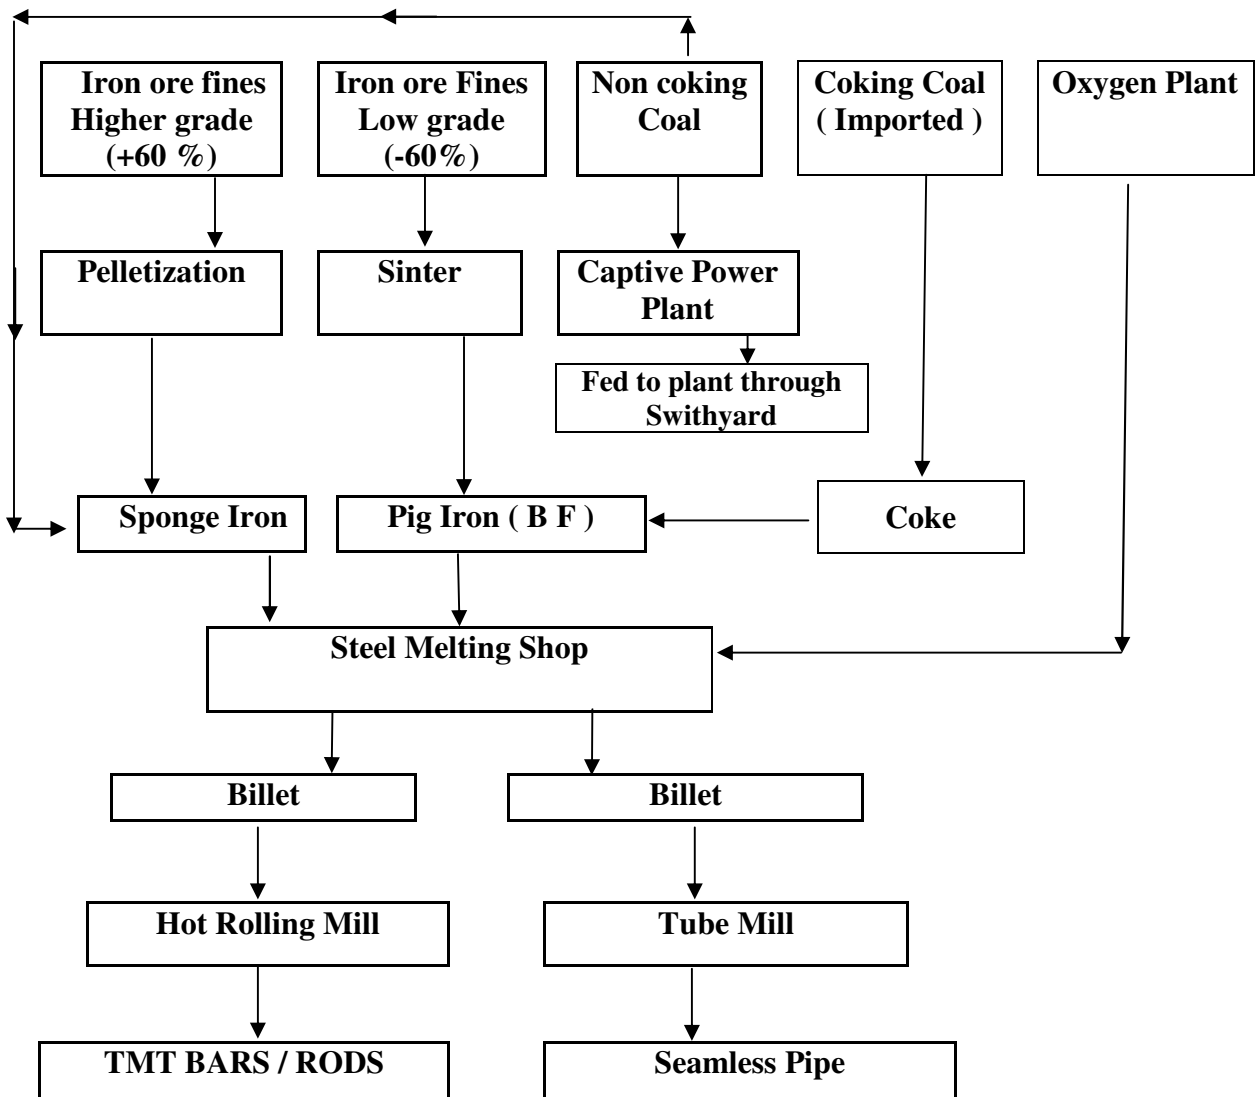 Iron ore fines
Higher grade
(+60 %)
Iron ore Fines
Low grade
(-60%)
Non coking
Coal
Coking Coal
( Imported )
Oxygen Plant
Pelletization
Sinter
Captive Power
Plant
Fed to plant through
Swithyard
Sponge Iron
Pig Iron ( B F )
Coke
Steel Melting Shop
Billet
Billet
Hot Rolling Mill
Tube Mill
TMT BARS / RODS
Seamless Pipe